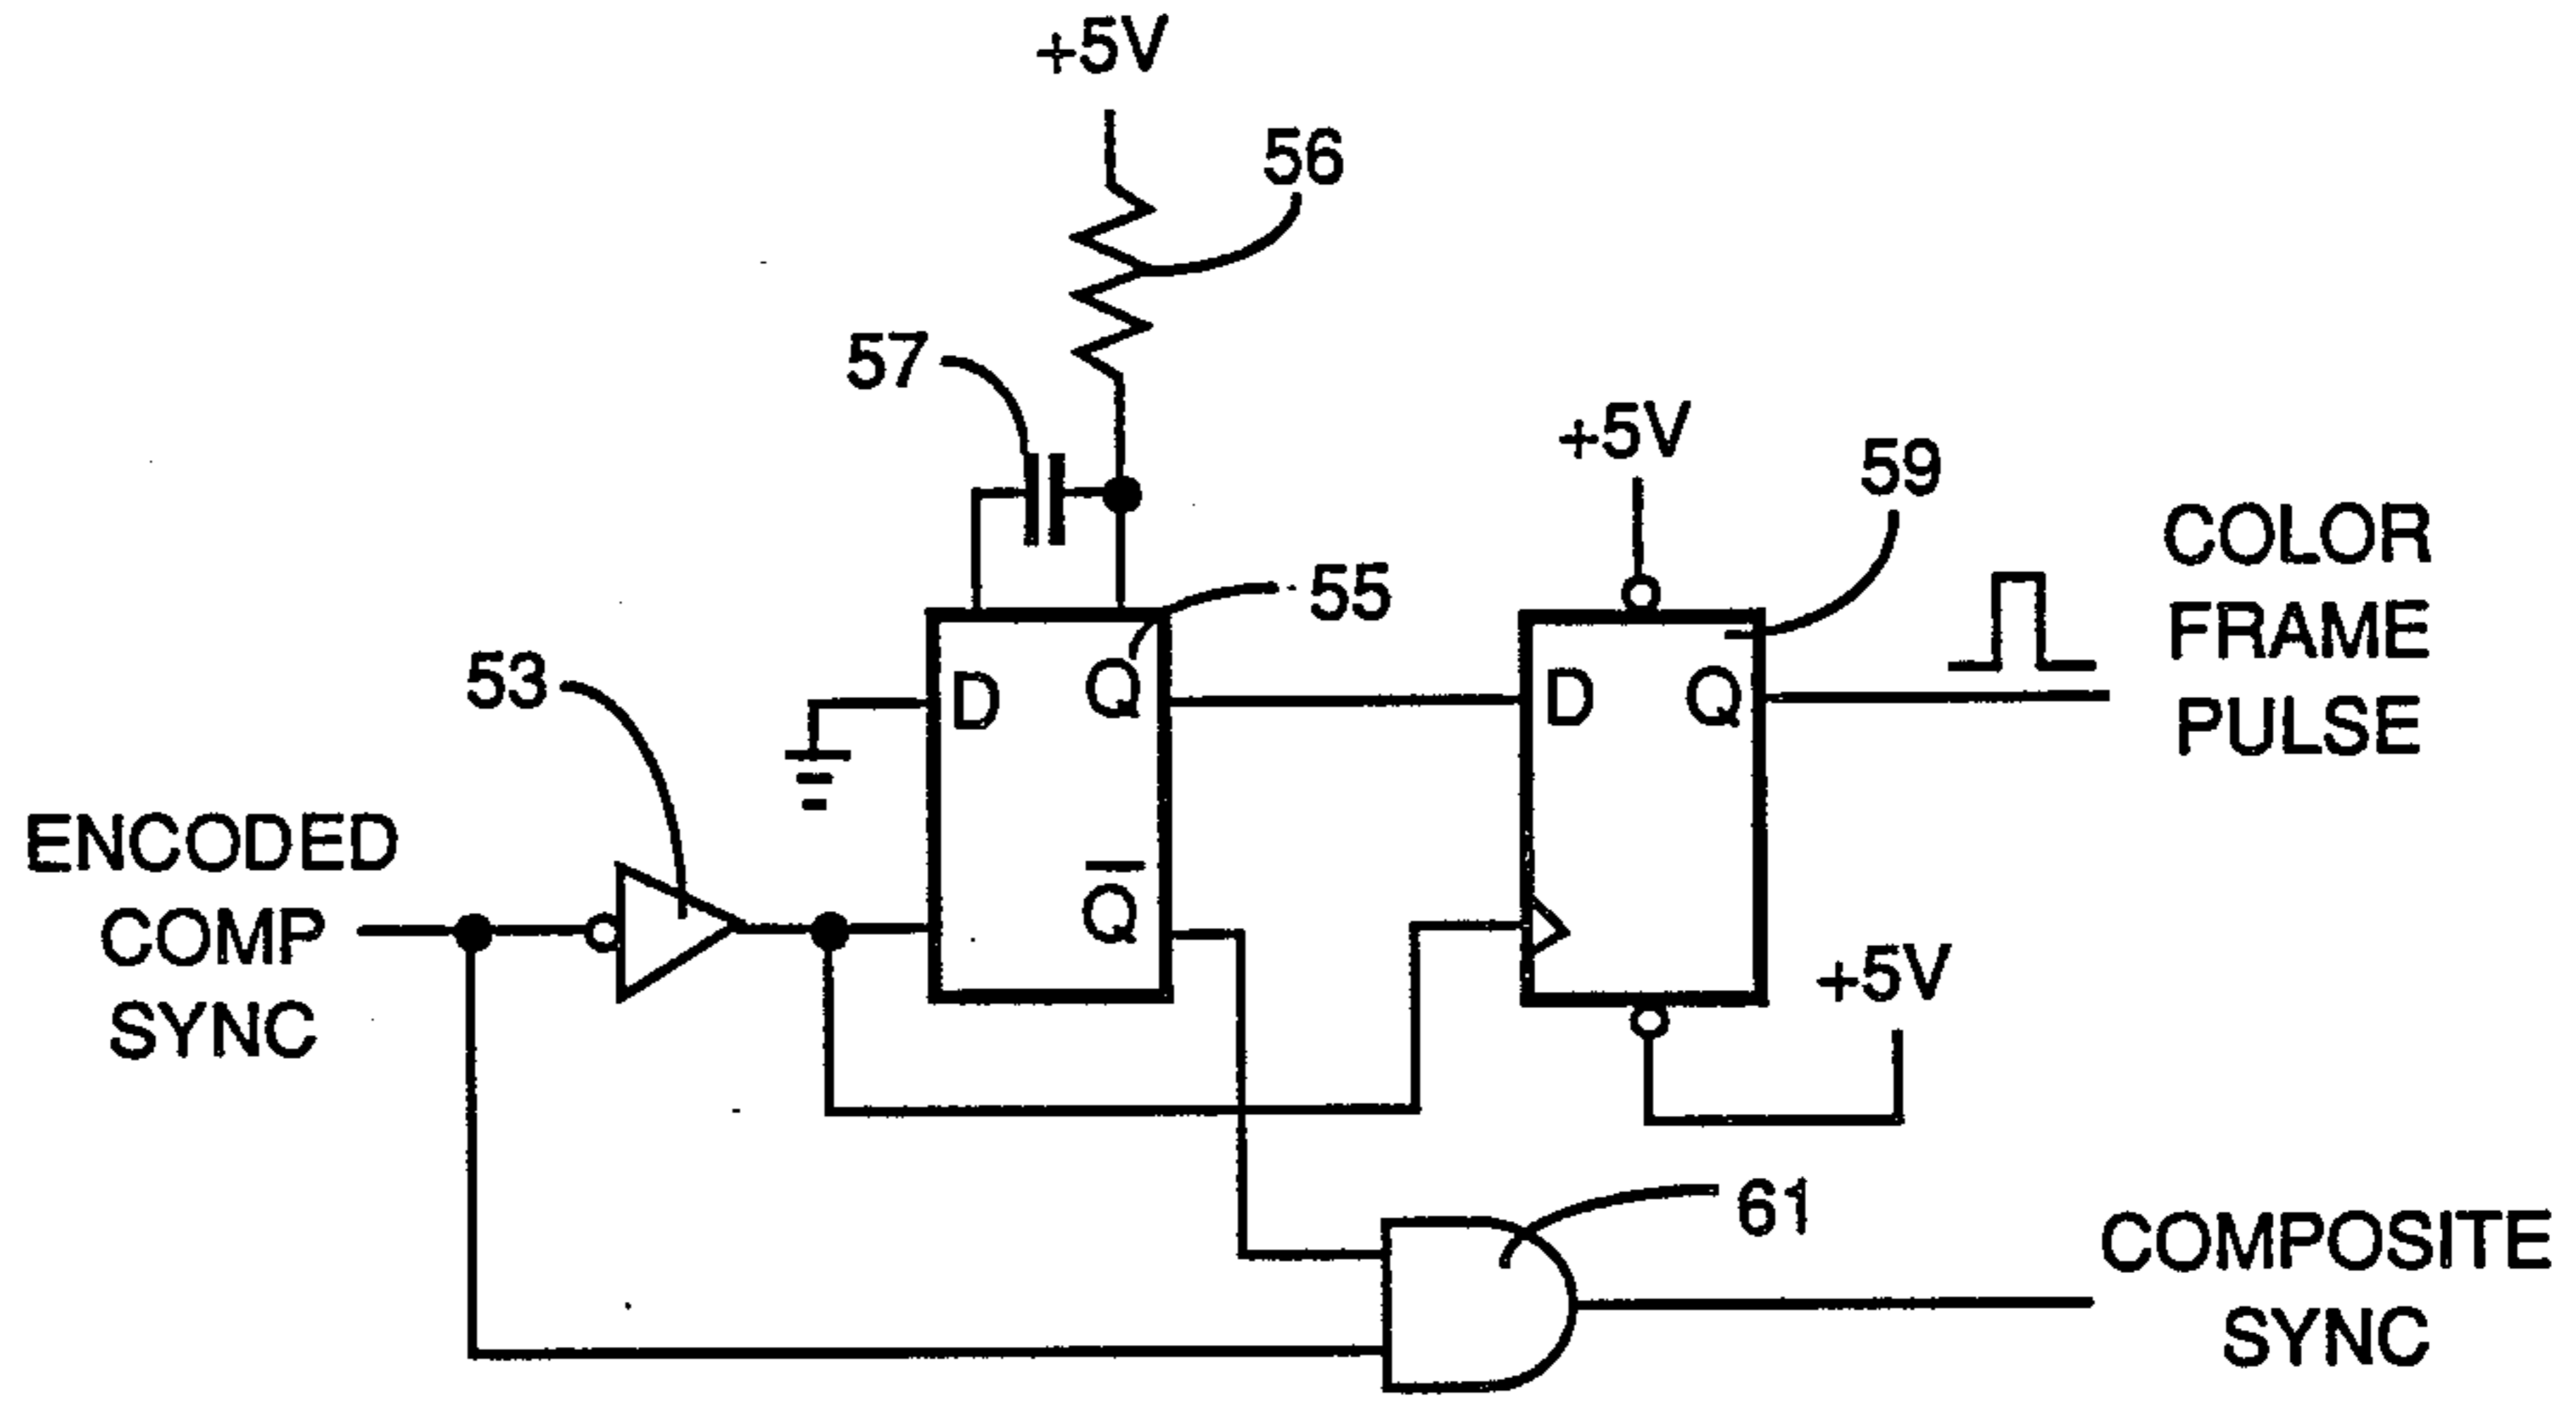 +5V
56
57
+5V
59
COLOR
FRAME
PULSE
55
53
D
Q
D
Q
ENCODED
COMP
SYNC
Q
+5V
61
COMPOSITE
SYNC